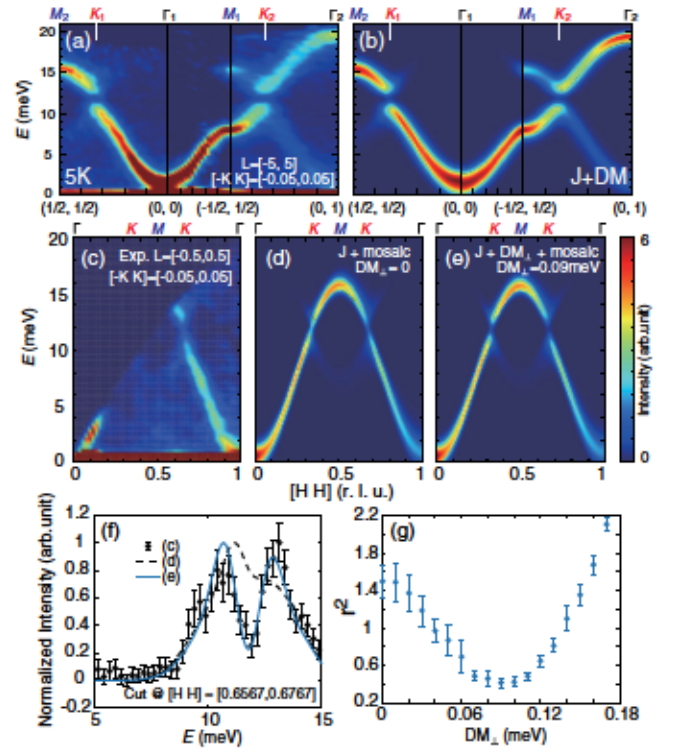 M₂ K₁ Γ₁ M₁ K₂ Γ₂
M₂ K₁ Γ₁ M₁ K₂ Γ₂
(a)
(b)
20
15
10
5
0
E (meV)
5K
L=[-5, 5]
[-K K]=[-0.05,0.05]
J+DM
(1/2, 1/2) (0, 0) (-1/2, 1/2) (0, 1)
(1/2, 1/2) (0, 0) (-1/2, 1/2) (0, 1)
Γ K M K Γ
K M K Γ
K M K Γ
20
16
12
8
4
0
E (meV)
(c) Exp. L=[-0.5,0.5]
[-K K]=[-0.05,0.05]
(d) J + mosaic
DM⊥= 0
(e) J + DM⊥ + mosaic
DM⊥=0.09meV
6
0
Intensity (arb.unit)
0 0.5 1
0 0.5 1
0 0.5 1
[H H] (r. l. u.)
(f)
(c)
(d)
(e)
1.2
1.0
0.8
0.6
0.4
0.2
0
-0.2
Normalized Intensity (arb.unit)
Cut @ [H H] = [0.6567,0.6767]
5 10 15
E (meV)
(g)
2.2
1.8
1.4
1.0
0.6
0.2
r²
0 0.06 0.12 0.18
DM⊥ (meV)